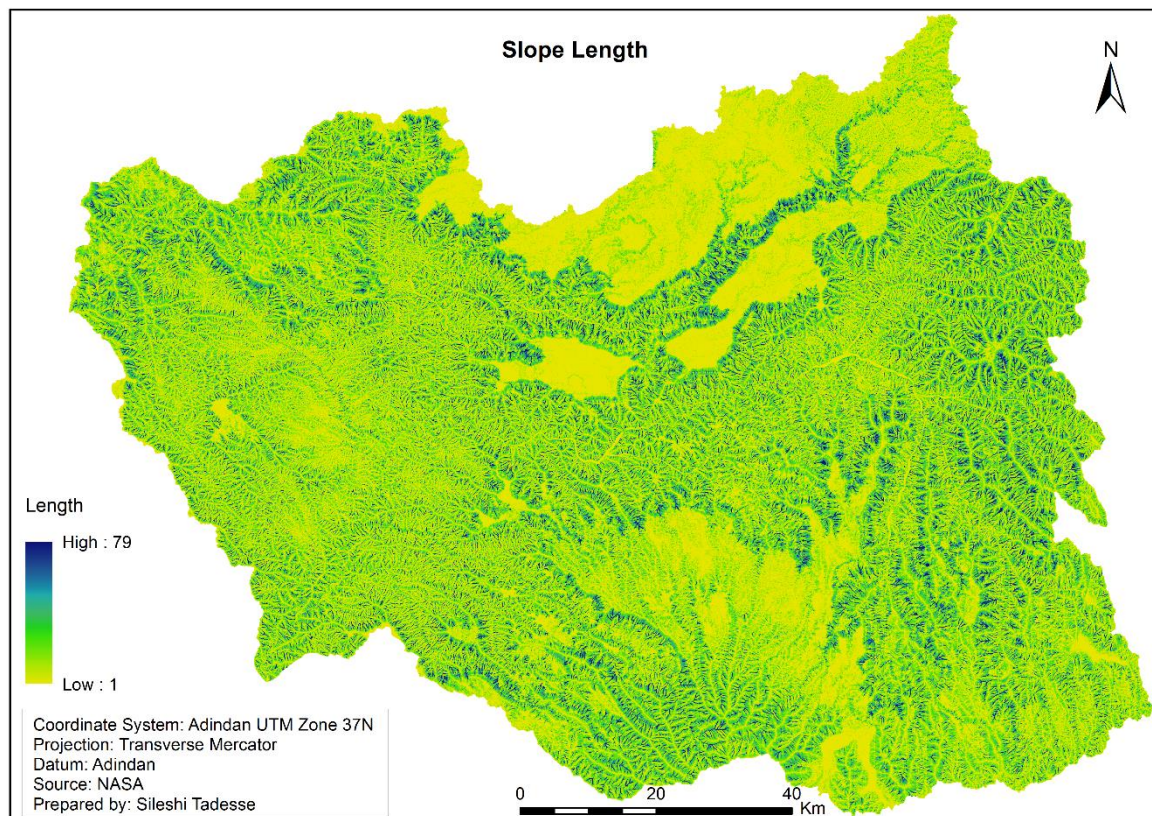 Slope Length
N
Length
High : 79
Low : 1
Coordinate System: Adindan UTM Zone 37N
Projection: Transverse Mercator
Datum: Adindan
Source: NASA
Prepared by: Sileshi Tadesse
0 20 40
Km